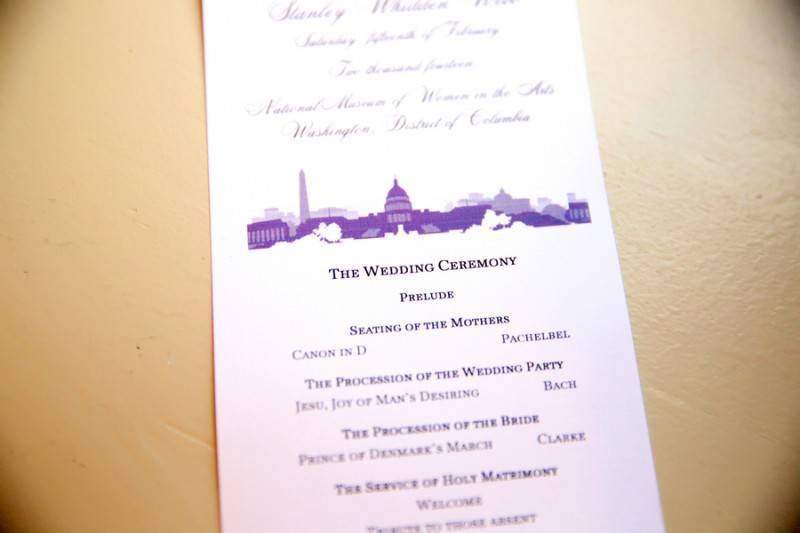 Stanley Whidden
Saturday fifteenth of February
Two thousand fourteen
National Museum of Women in the Arts
Washington, District of Columbia
The Wedding Ceremony
Prelude
Seating of the Mothers
Canon in D Pachelbel
The Procession of the Wedding Party
Jesu, Joy of Man's Desiring Bach
The Procession of the Bride
Prince of Denmark's March Clarke
The Service of Holy Matrimony
Welcome
Tribute to those absent